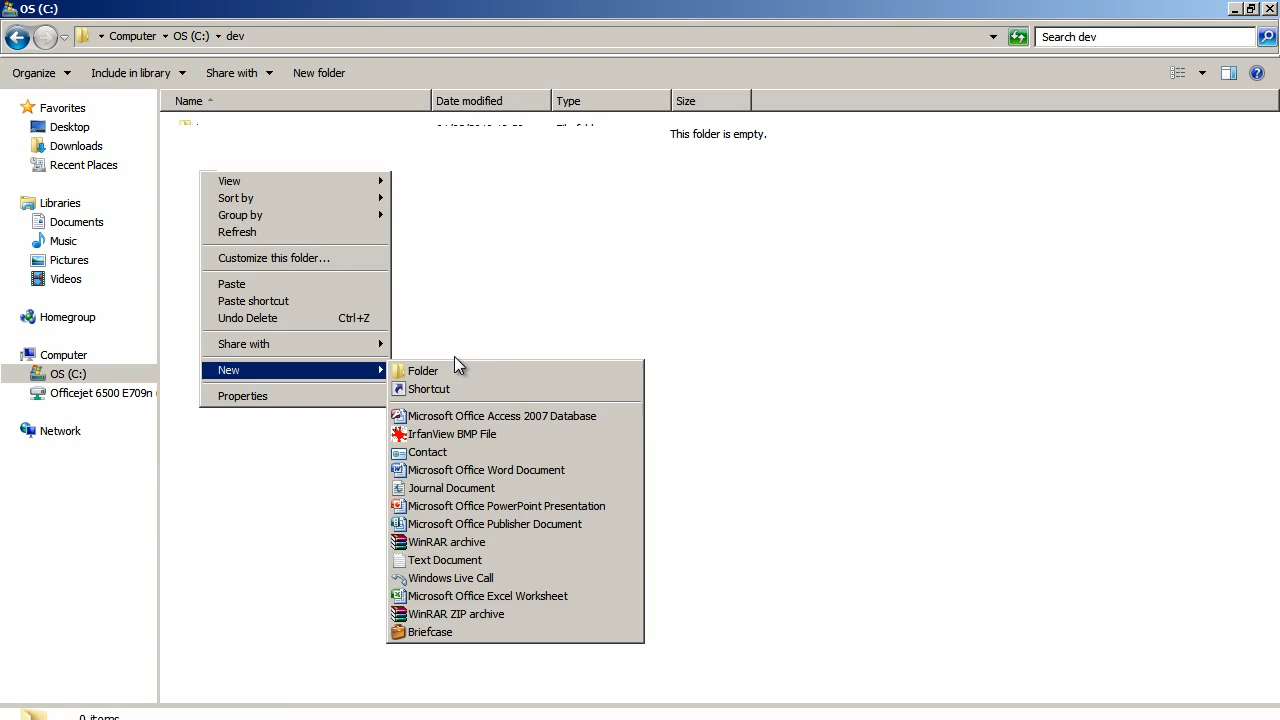 OS (C:)
Computer OS (C:) dev
Search dev
Organize Include in library Share with New folder
Name Date modified Type Size
This folder is empty.
Favorites
Desktop
Downloads
Recent Places
Libraries
Documents
Music
Pictures
Videos
Homegroup
Computer
OS (C:)
Officejet 6500 E709n
Network
View
Sort by
Group by
Refresh
Customize this folder...
Paste
Paste shortcut
Undo Delete Ctrl+Z
Share with
New
Properties
Folder
Shortcut
Microsoft Office Access 2007 Database
IrfanView BMP File
Contact
Microsoft Office Word Document
Journal Document
Microsoft Office PowerPoint Presentation
Microsoft Office Publisher Document
WinRAR archive
Text Document
Windows Live Call
Microsoft Office Excel Worksheet
WinRAR ZIP archive
Briefcase
0 items